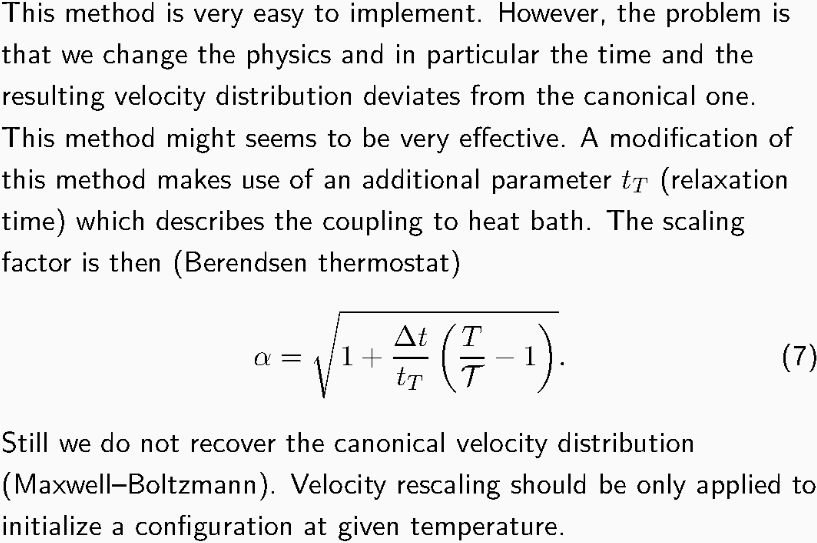 This method is very easy to implement. However, the problem is
that we change the physics and in particular the time and the
resulting velocity distribution deviates from the canonical one.
This method might seems to be very effective. A modification of
this method makes use of an additional parameter $t_T$ (relaxation
time) which describes the coupling to heat bath. The scaling
factor is then (Berendsen thermostat)
$\alpha = \sqrt{1 + \frac{\Delta t}{t_T} \left( \frac{T}{\mathcal{T}} - 1 \right)}.$ (7)
Still we do not recover the canonical velocity distribution
(Maxwell–Boltzmann). Velocity rescaling should be only applied to
initialize a configuration at given temperature.